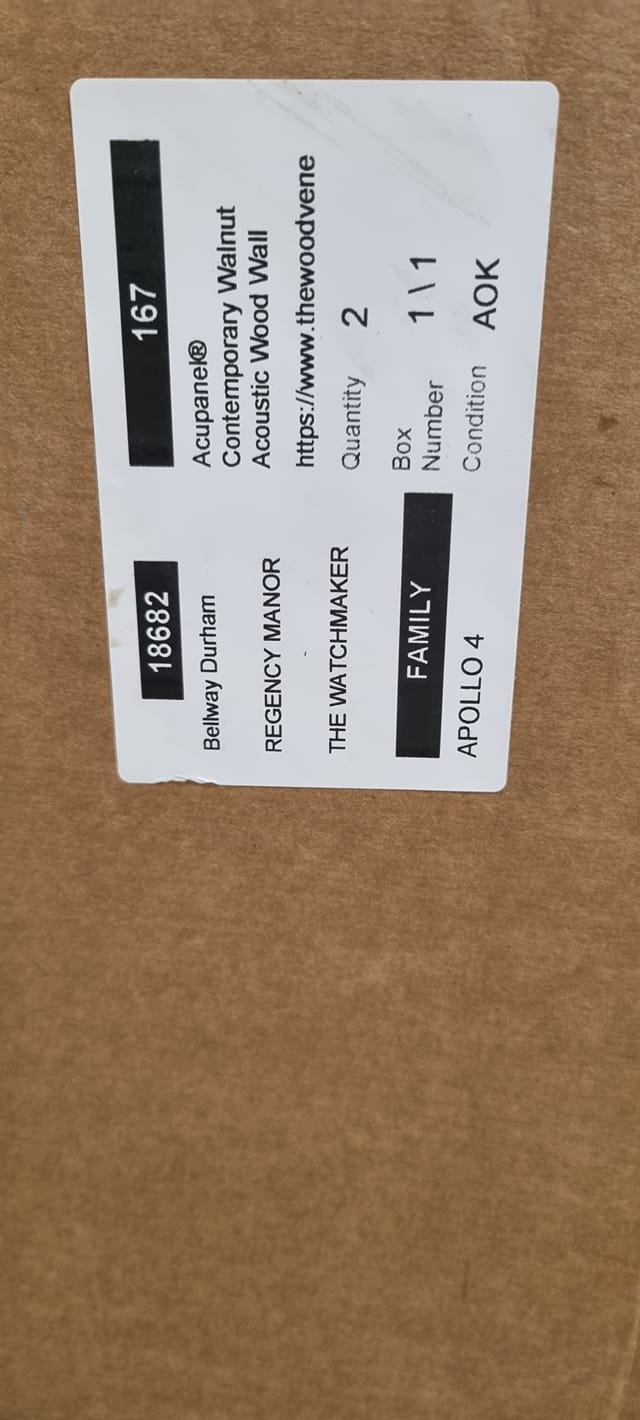 18682
Bellway Durham
REGENCY MANOR
THE WATCHMAKER
FAMILY
APOLLO 4
167
Acupanel®
Contemporary Walnut
Acoustic Wood Wall
https://www.thewoodvene
Quantity 2
Box
Number 1 \ 1
Condition AOK